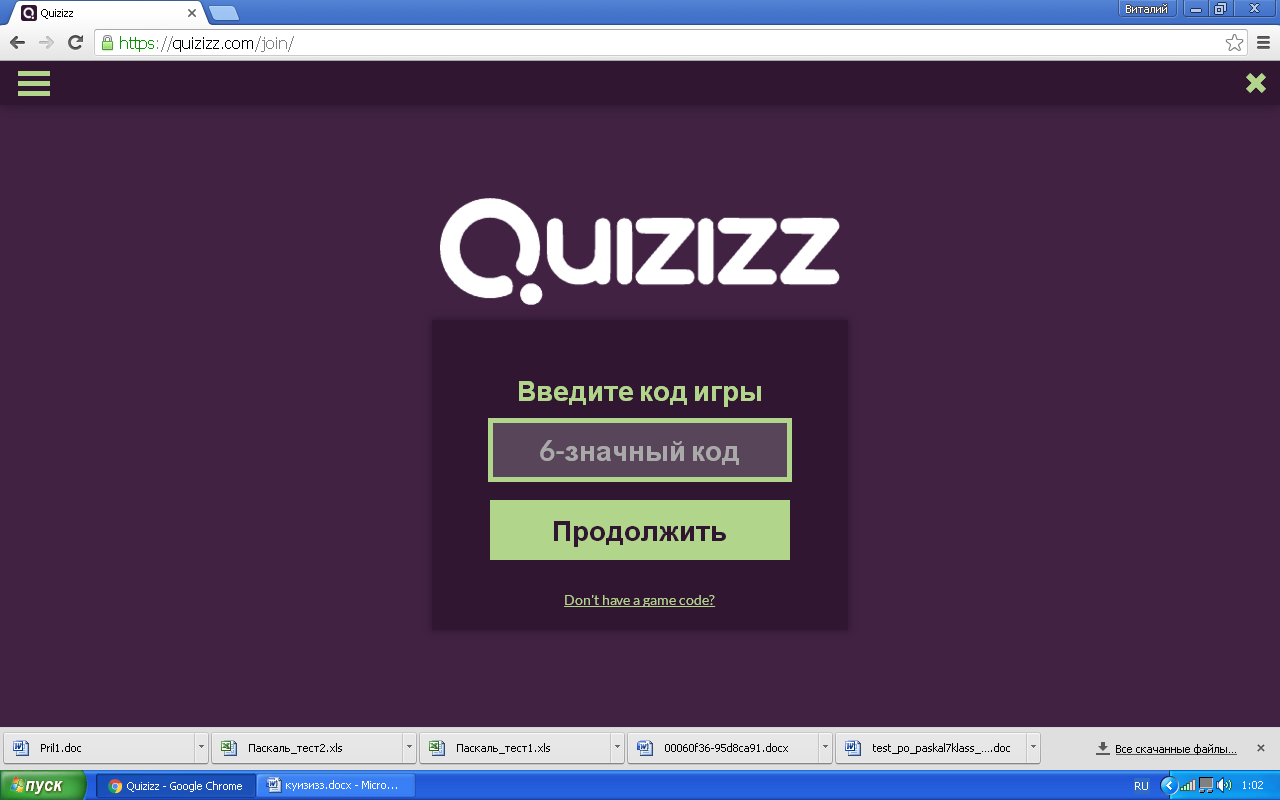 Quizizz
Виталий
https://quizizz.com/join/
Quizizz
Введите код игры
6-значный код
Продолжить
Don't have a game code?
Pril1.doc
Паскаль_тест2.xls
Паскаль_тест1.xls
00060f36-95d8ca91.docx
test_po_paskal7klass_....doc
Все скачанные файлы...
пуск
Quizizz - Google Chrome
куизизз.docx - Micro...
RU
1:02